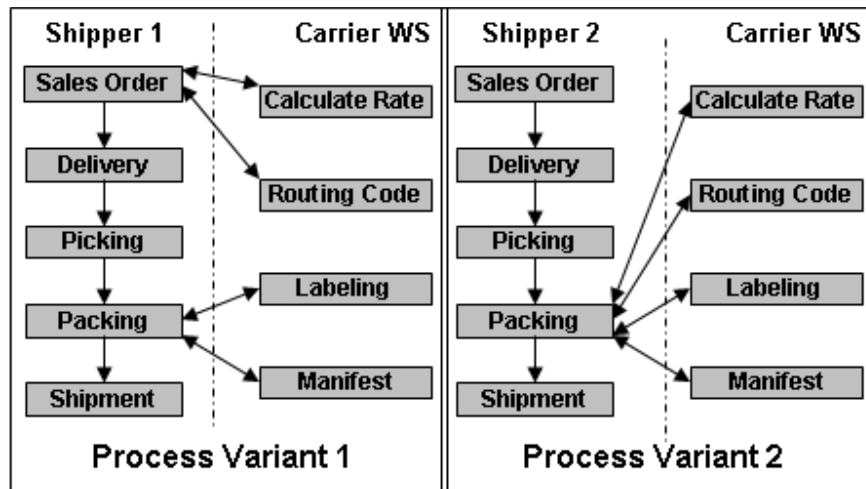 Shipper 1
Carrier WS
Sales Order
Calculate Rate
Delivery
Routing Code
Picking
Labeling
Packing
Manifest
Shipment
Process Variant 1
Shipper 2
Carrier WS
Sales Order
Calculate Rate
Delivery
Routing Code
Picking
Labeling
Packing
Manifest
Shipment
Process Variant 2